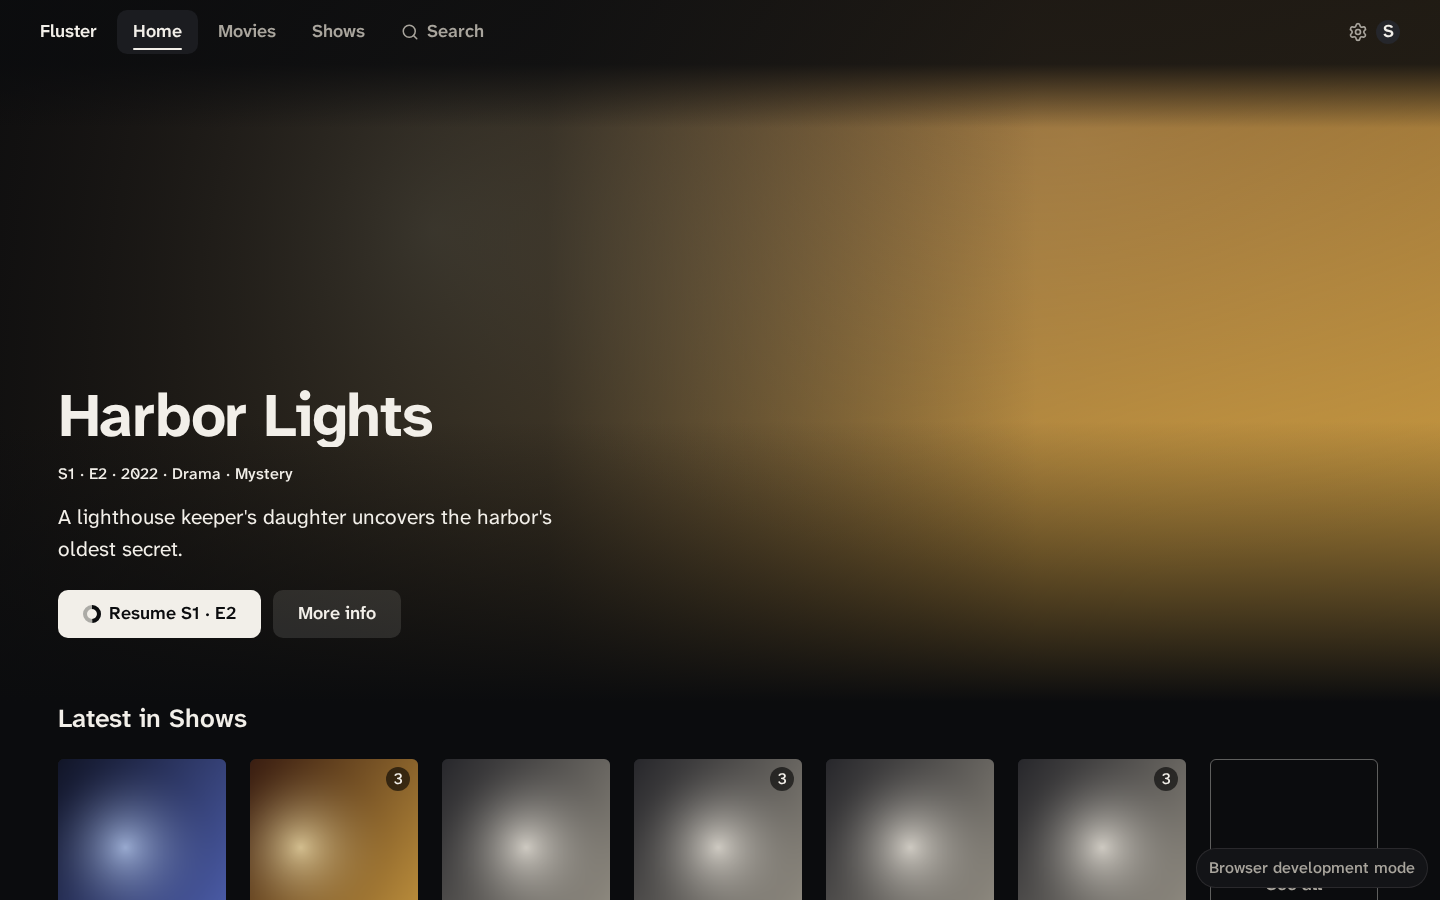 Fluster
Home
Movies
Shows
Search
S
Harbor Lights
S1 · E2 · 2022 · Drama · Mystery
A lighthouse keeper's daughter uncovers the harbor's
oldest secret.
Resume S1 · E2
More info
Latest in Shows
3
3
3
Browser development mode